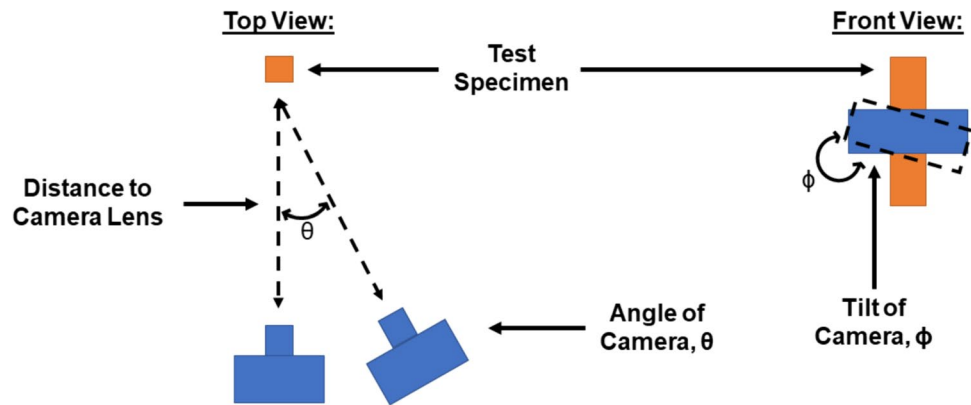 Top View:
Front View:
Test
Specimen
Distance to
Camera Lens
θ
ϕ
Angle of
Camera, θ
Tilt of
Camera, ϕ